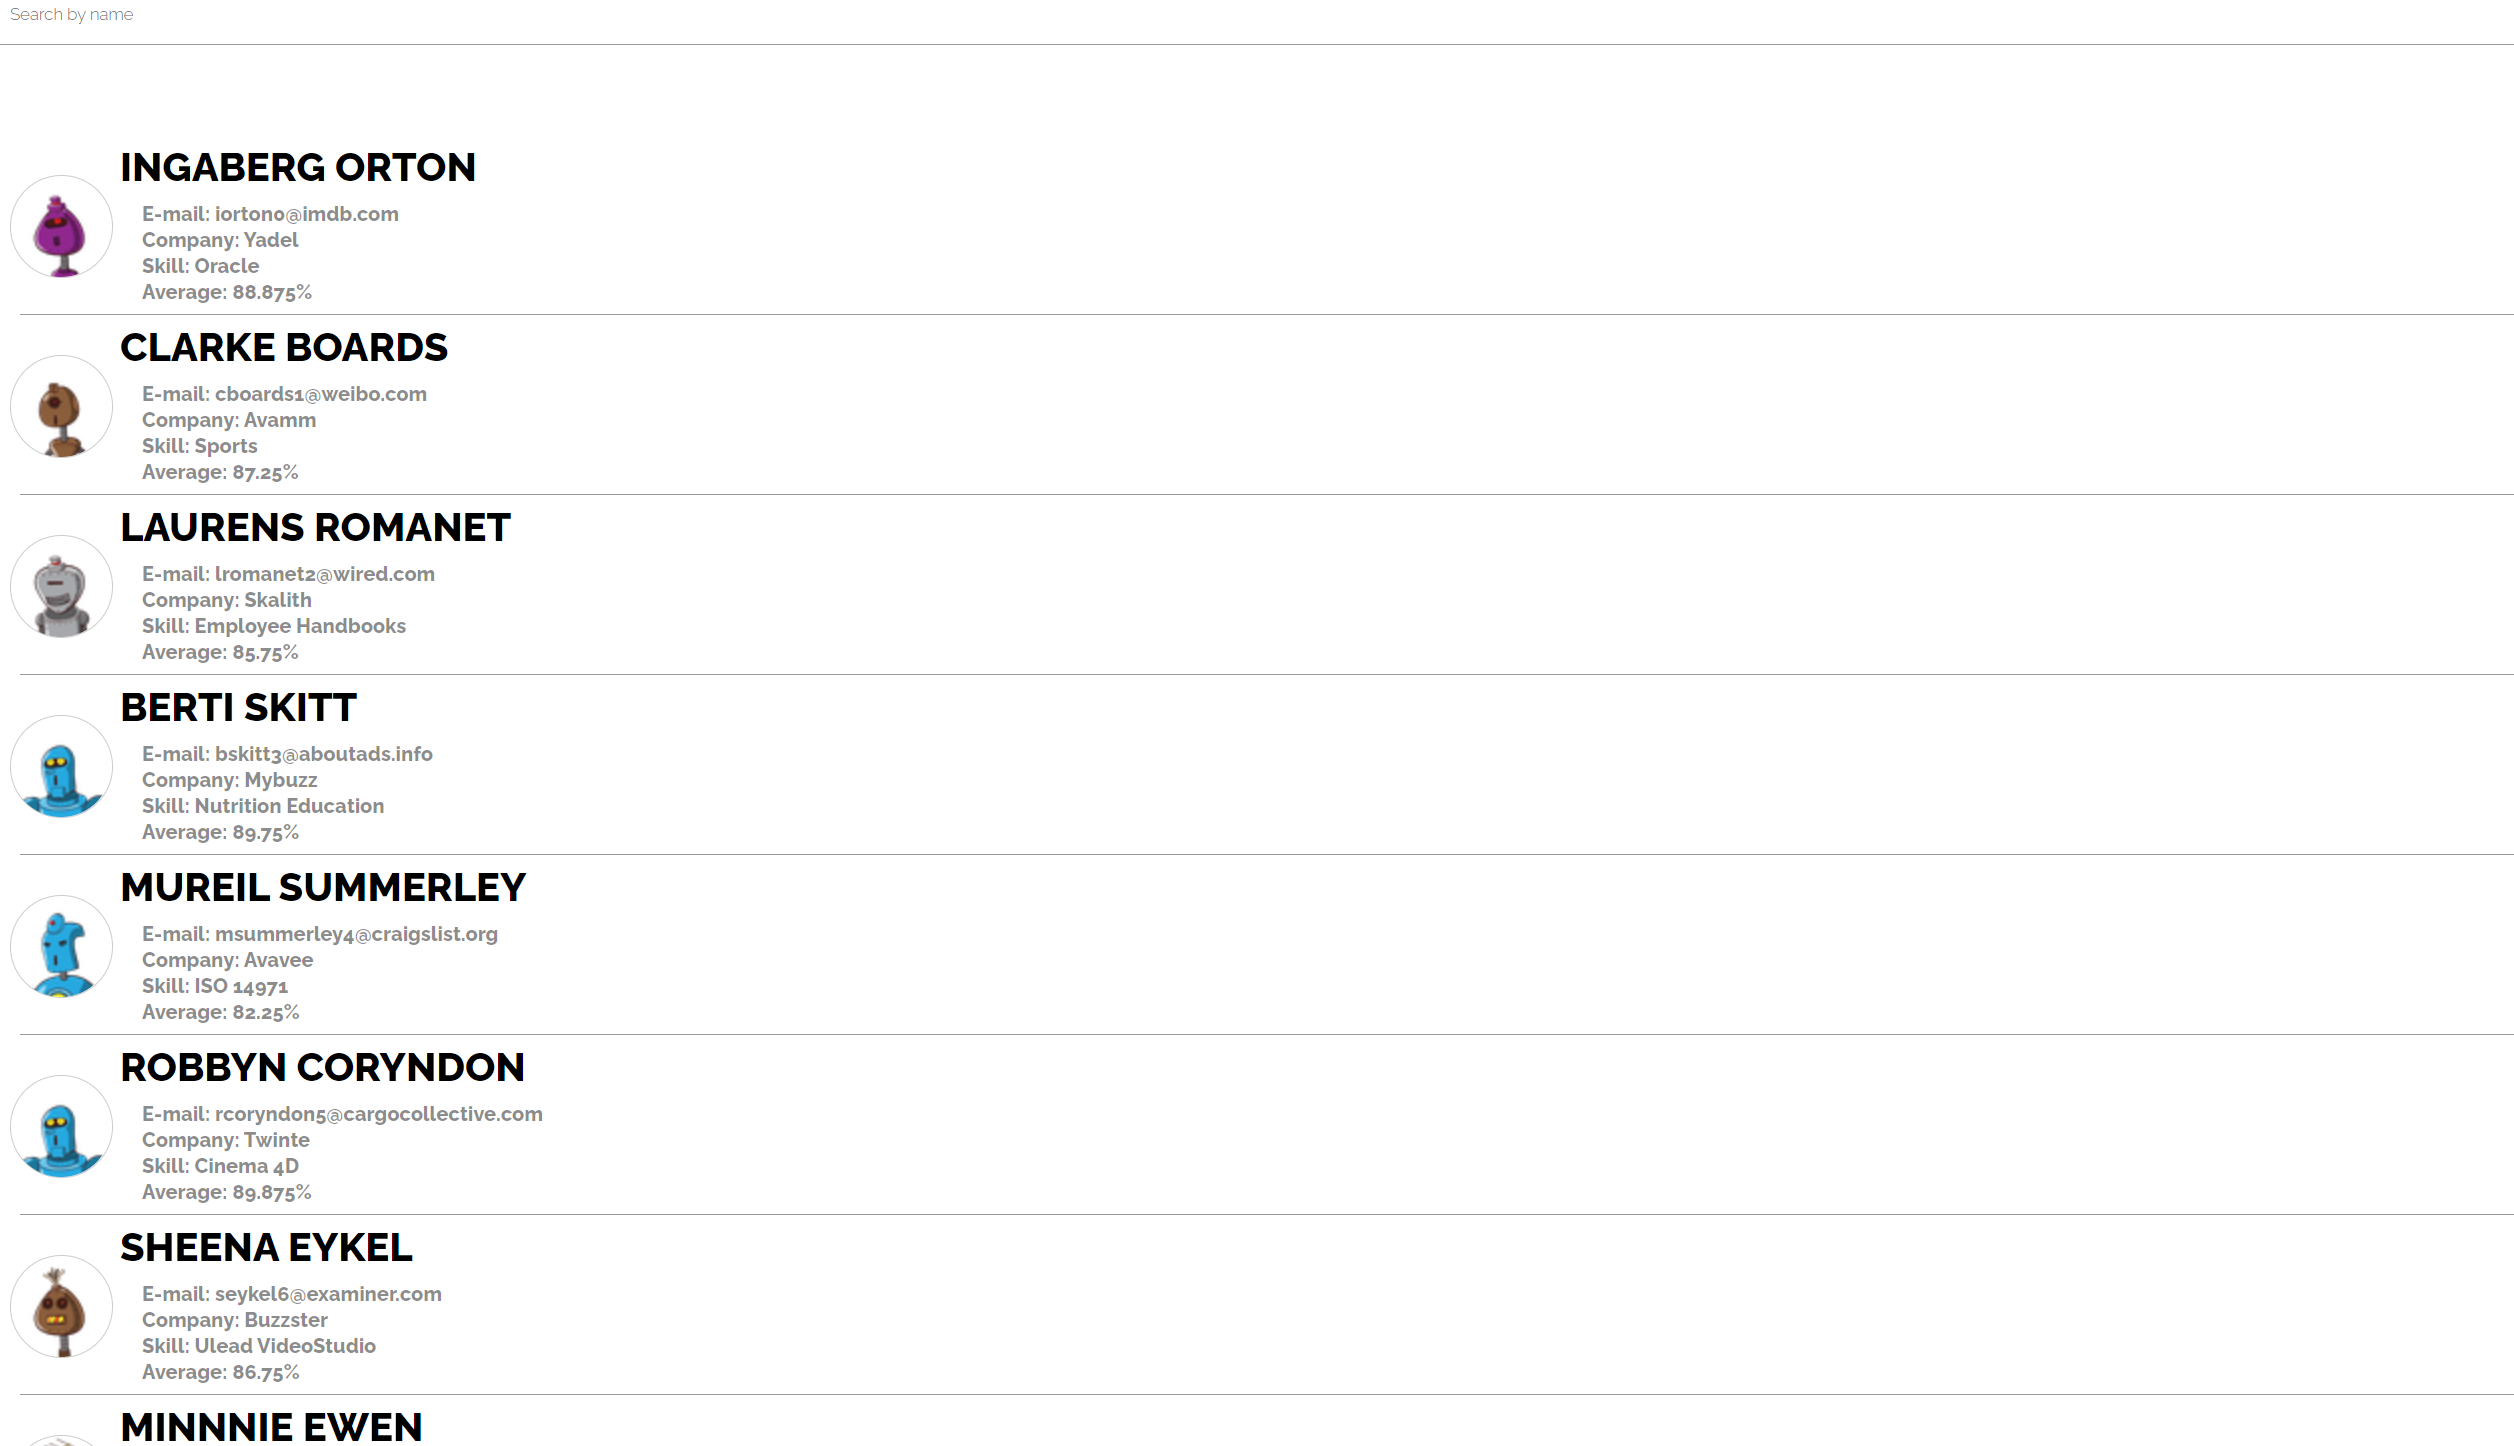 Search by name
INGABERG ORTON
E-mail: iorton0@imdb.com
Company: Yadel
Skill: Oracle
Average: 88.875%
CLARKE BOARDS
E-mail: cboards1@weibo.com
Company: Avamm
Skill: Sports
Average: 87.25%
LAURENS ROMANET
E-mail: lromanet2@wired.com
Company: Skalith
Skill: Employee Handbooks
Average: 85.75%
BERTI SKITT
E-mail: bskitt3@aboutads.info
Company: Mybuzz
Skill: Nutrition Education
Average: 89.75%
MUREIL SUMMERLEY
E-mail: msummerley4@craigslist.org
Company: Avavee
Skill: ISO 14971
Average: 82.25%
ROBBYN CORYNDON
E-mail: rcoryndon5@cargocollective.com
Company: Twinte
Skill: Cinema 4D
Average: 89.875%
SHEENA EYKEL
E-mail: seykel6@examiner.com
Company: Buzzster
Skill: Ulead VideoStudio
Average: 86.75%
MINNNIE EWEN